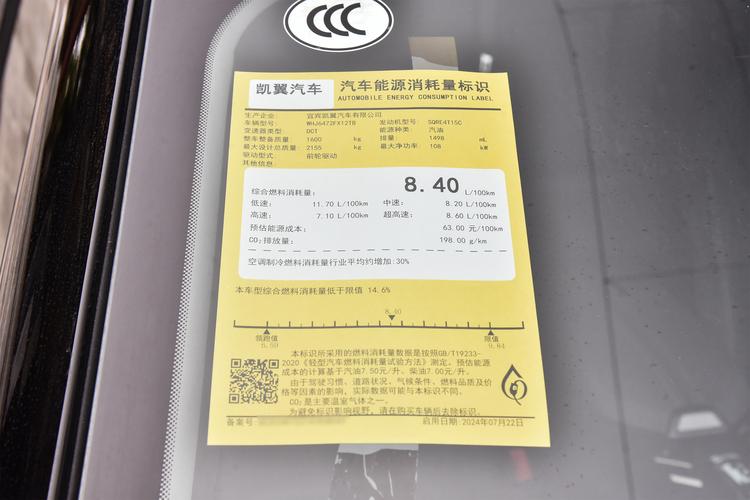 CCC
凯翼汽车 汽车能源消耗量标识
AUTOMOBILE ENERGY CONSUMPTION LABEL
生产企业: 宜宾凯翼汽车有限公司
车辆型号: WHJ6472FX12TB 发动机型号: SQRE4T15C
变速器类型: DCT 能源种类: 汽油
整车整备质量 1600 kg 排量: 1498 mL
最大设计总质量: 2155 kg 最大净功率: 108 kW
驱动型式: 前轮驱动
其他信息:
综合燃料消耗量: 8.40 L/100km
低速: 11.70 L/100km 中速: 8.20 L/100km
高速: 7.10 L/100km 超高速: 8.60 L/100km
预估能源成本: 63.00 元/100km
CO₂排放量: 198.00 g/km
空调制冷燃料消耗量行业平均约增加:30%
本车型综合燃料消耗量低于限值 14.6%
8.40
领跑值 限值
9.84
本标识所采用的燃料消耗量数据是按照GB/T19233-
2020《轻型汽车燃料消耗量试验方法》测定。预估能源
成本的计算基于汽油7.50元/升、柴油7.00元/升。
由于驾驶习惯、道路状况、气候条件、燃料品质及价
格等因素的影响，实际数据可能与本标识不同。
CO₂是主要温室气体之一。
为避免标识影响视野，请在购买车辆后去除标识。
备案号: 启用日期:2024年07月22日